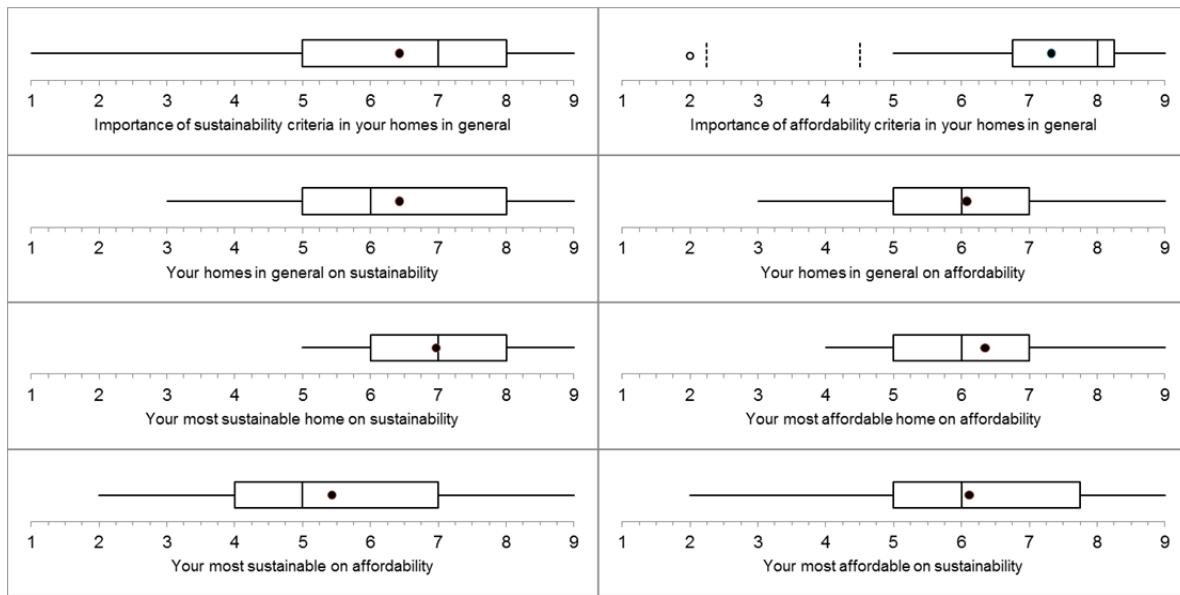 1 2 3 4 5 6 7 8 9
Importance of sustainability criteria in your homes in general
1 2 3 4 5 6 7 8 9
Importance of affordability criteria in your homes in general
1 2 3 4 5 6 7 8 9
Your homes in general on sustainability
1 2 3 4 5 6 7 8 9
Your homes in general on affordability
1 2 3 4 5 6 7 8 9
Your most sustainable home on sustainability
1 2 3 4 5 6 7 8 9
Your most affordable home on affordability
1 2 3 4 5 6 7 8 9
Your most sustainable on affordability
1 2 3 4 5 6 7 8 9
Your most affordable on sustainability